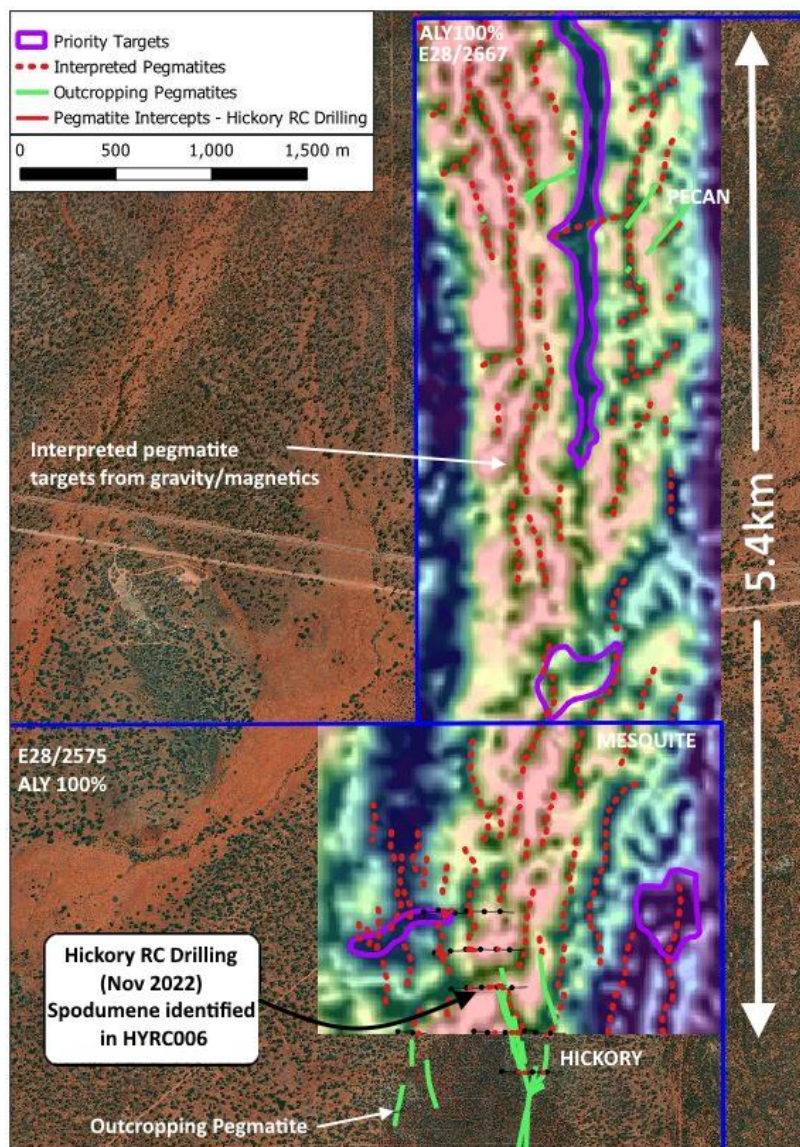 Priority Targets
Interpreted Pegmatites
Outcropping Pegmatites
Pegmatite Intercepts - Hickory RC Drilling
0 500 1,000 1,500 m
ALY100%
E28/2667
PECAN
Interpreted pegmatite
targets from gravity/magnetics
5.4km
E28/2575
ALY 100%
MESQUITE
Hickory RC Drilling
(Nov 2022)
Spodumene identified
in HYRC006
HICKORY
Outcropping Pegmatite